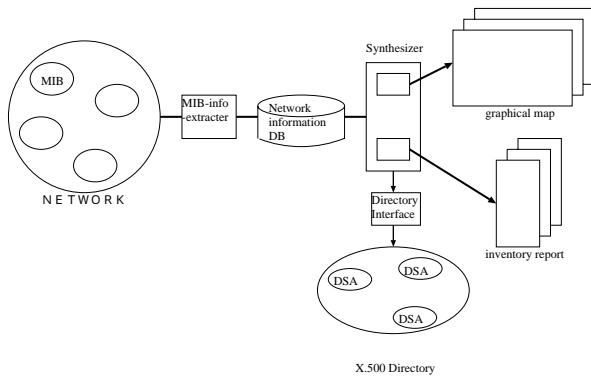 Synthesizer
MIB
MIB-info
-extracter
Network
information
DB
graphical map
N E T W O R K
Directory
Interface
inventory report
DSA
DSA
DSA
X.500 Directory